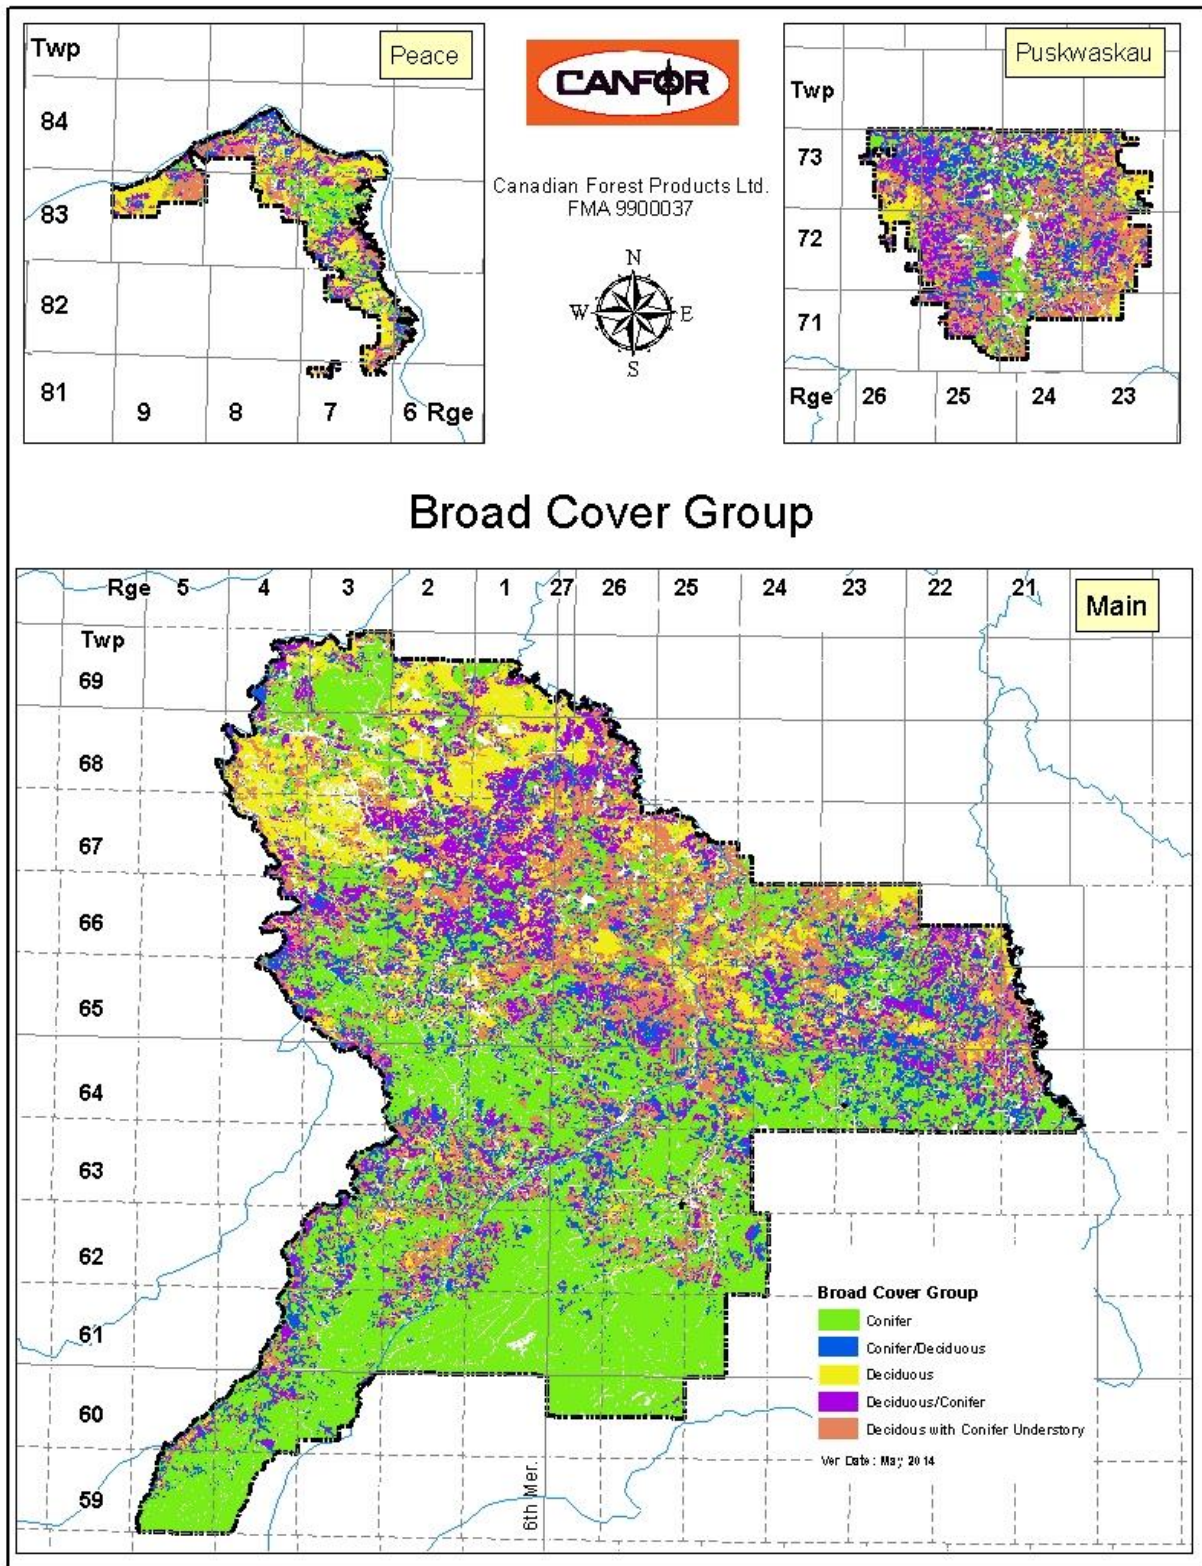 Twp
Peace
84
83
82
81
9 8 7 6 Rge
CANFOR
Canadian Forest Products Ltd.
FMA 9900037
N
W E
S
Puskwaskau
Twp
73
72
71
Rge 26 25 24 23
Broad Cover Group
Rge 5 4 3 2 1 27 26 25 24 23 22 21
Main
Twp
69
68
67
66
65
64
63
62
61
60
59
6th Mer.
Broad Cover Group
Conifer
Conifer/Deciduous
Deciduous
Deciduous/Conifer
Decidous with Conifer Understory
Ver Date: May 2014